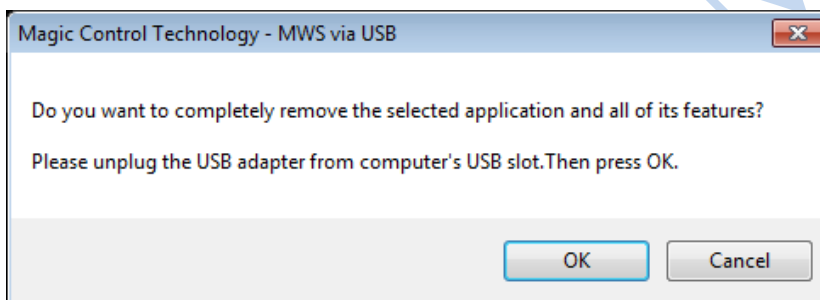 Magic Control Technology - MWS via USB
Do you want to completely remove the selected application and all of its features?
Please unplug the USB adapter from computer's USB slot.Then press OK.
OK
Cancel